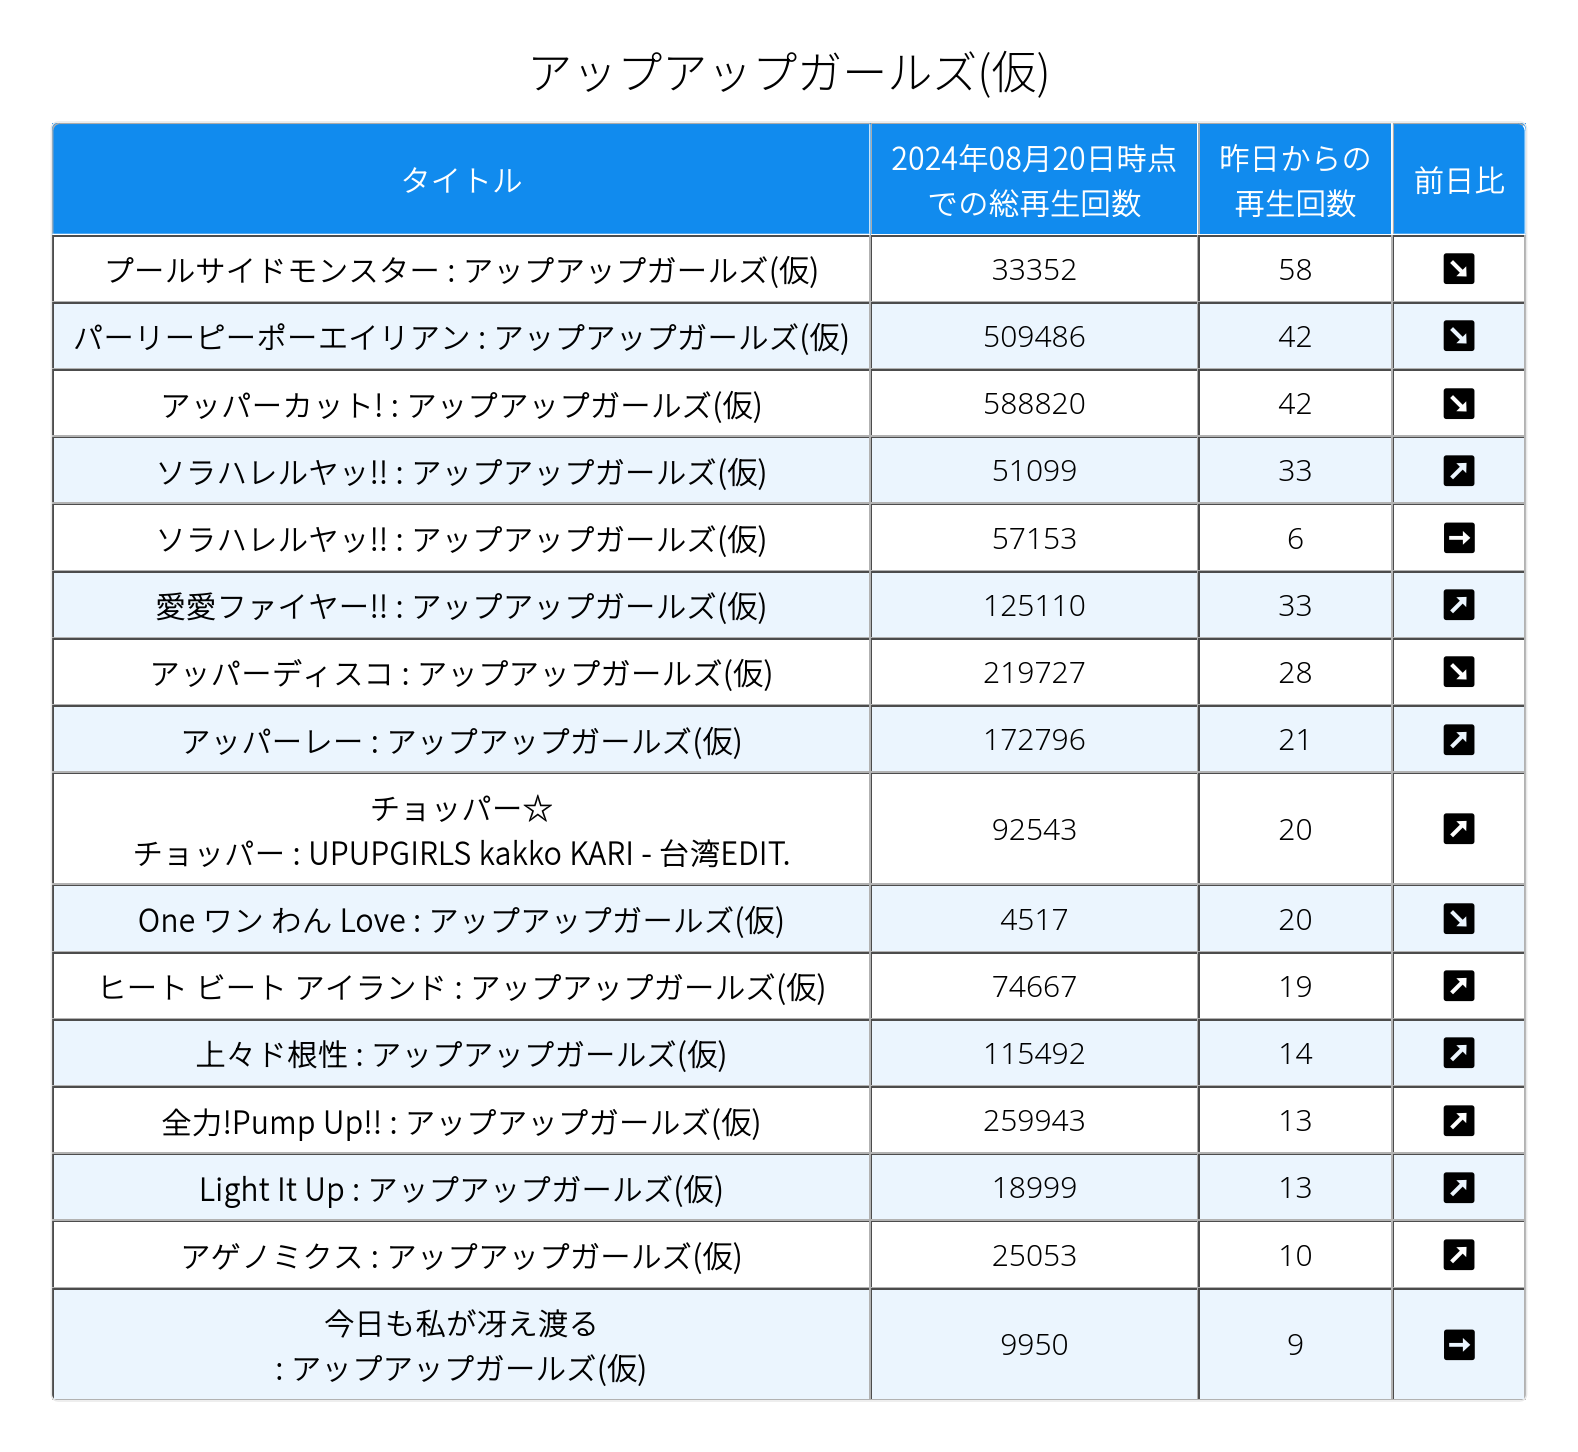 アップアップガールズ(仮)
タイトル
2024年08月20日時点
での総再生回数
昨日からの
再生回数
前日比
プールサイドモンスター : アップアップガールズ(仮) 33352 58
パーリーピーポーエイリアン : アップアップガールズ(仮) 509486 42
アッパーカット! : アップアップガールズ(仮) 588820 42
ソラハレルヤッ!! : アップアップガールズ(仮) 51099 33
ソラハレルヤッ!! : アップアップガールズ(仮) 57153 6
愛愛ファイヤー!! : アップアップガールズ(仮) 125110 33
アッパーディスコ : アップアップガールズ(仮) 219727 28
アッパーレー : アップアップガールズ(仮) 172796 21
チョッパー☆
チョッパー : UPUPGIRLS kakko KARI - 台湾EDIT. 92543 20
One ワン わん Love : アップアップガールズ(仮) 4517 20
ヒート ビート アイランド : アップアップガールズ(仮) 74667 19
上々ド根性 : アップアップガールズ(仮) 115492 14
全力!Pump Up!! : アップアップガールズ(仮) 259943 13
Light It Up : アップアップガールズ(仮) 18999 13
アゲノミクス : アップアップガールズ(仮) 25053 10
今日も私が冴え渡る
: アップアップガールズ(仮) 9950 9